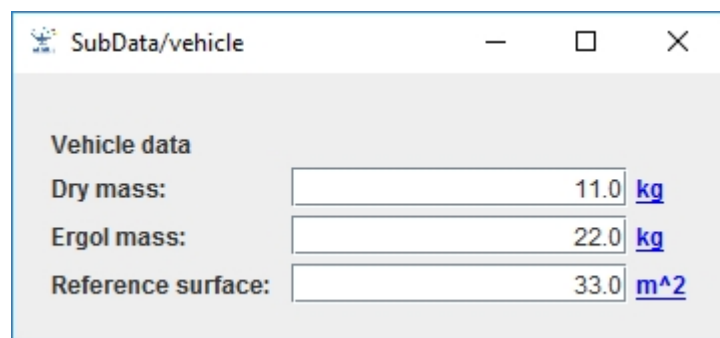 SubData/vehicle
Vehicle data
Dry mass: 11.0 kg
Ergol mass: 22.0 kg
Reference surface: 33.0 m^2